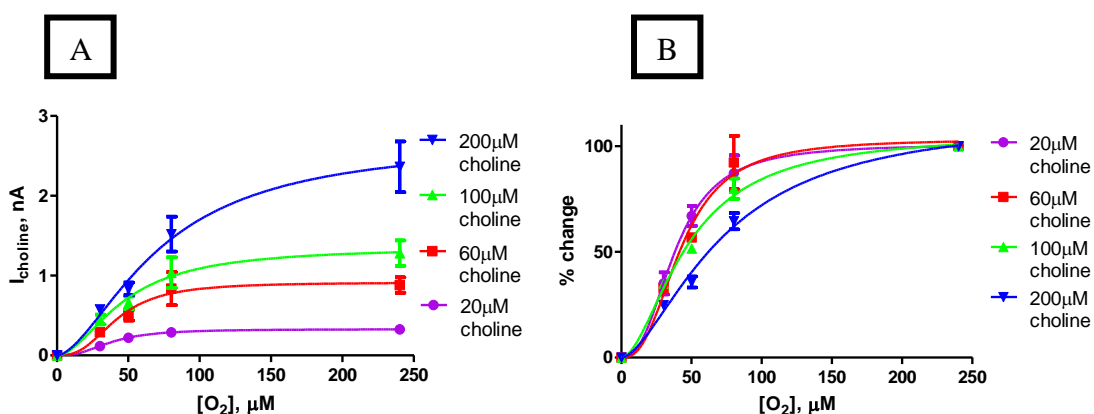 A
I_choline, nA
3
2
1
0
0 50 100 150 200 250
[O₂], µM
200µM
choline
100µM
choline
60µM
choline
20µM
choline
B
% change
100
50
0
0 50 100 150 200 250
[O₂], µM
20µM
choline
60µM
choline
100µM
choline
200µM
choline